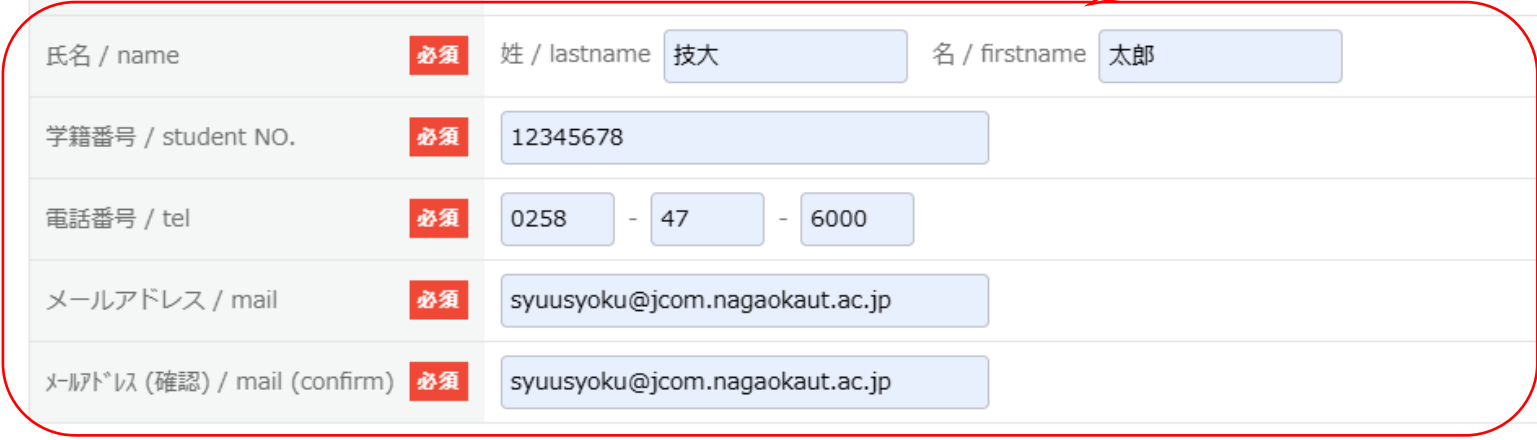 氏名 / name 必須 姓 / lastname 技大 名 / firstname 太郎
学籍番号 / student NO. 必須 12345678
電話番号 / tel 必須 0258 - 47 - 6000
メールアドレス / mail 必須 syuusyoku@jcom.nagaokaut.ac.jp
ﾒｰﾙｱﾄﾞﾚｽ (確認) / mail (confirm) 必須 syuusyoku@jcom.nagaokaut.ac.jp